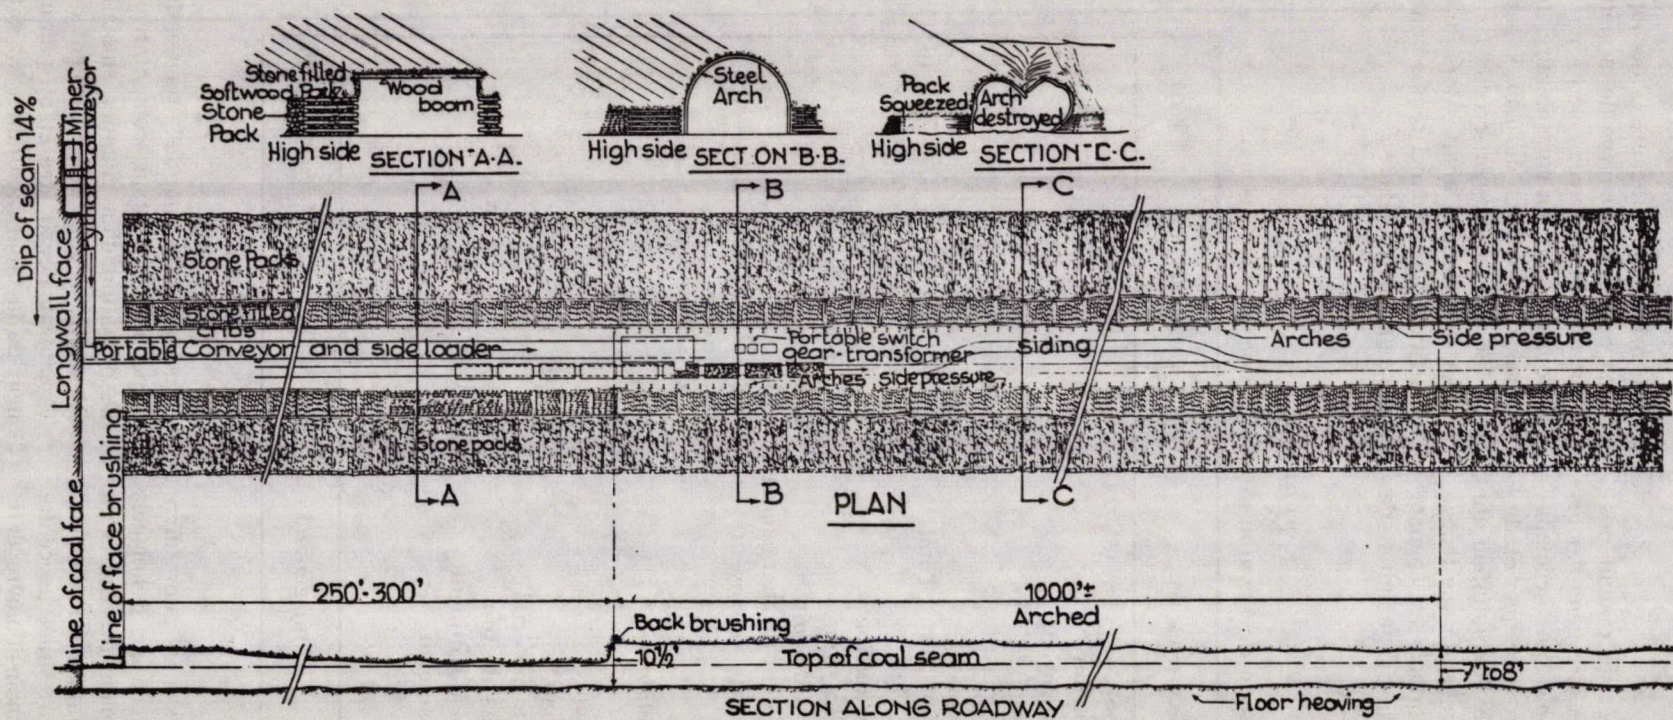 Dip of seam 14%
Miner
Python Conveyor
Longwall face
Line of coal face
Line of face brushing
Stone filled
Softwood Pack
Stone
Pack
Wood
boom
High side
SECTION-A-A-
Steel
Arch
High side
SECT ON-B-B-
Pack
Squeezed
Arch
destroyed
High side
SECTION-C-C-
A
B
C
Stone Packs
Stone filled
cribs
Portable Conveyor and side loader
Portable switch
gear-transformer
Arches side pressure
siding
Arches
Side pressure
Stone packs
A
B
C
PLAN
250'-300'
1000'±
Arched
Back brushing
10½'
Top of coal seam
7' to 8'
Floor heaving
SECTION ALONG ROADWAY